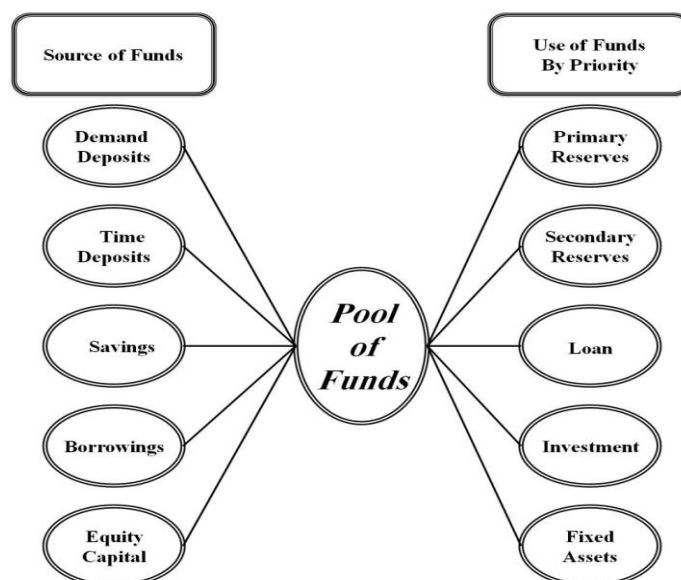 Source of Funds
Use of Funds
By Priority
Demand
Deposits
Primary
Reserves
Time
Deposits
Secondary
Reserves
Pool
of
Funds
Savings
Loan
Borrowings
Investment
Equity
Capital
Fixed
Assets